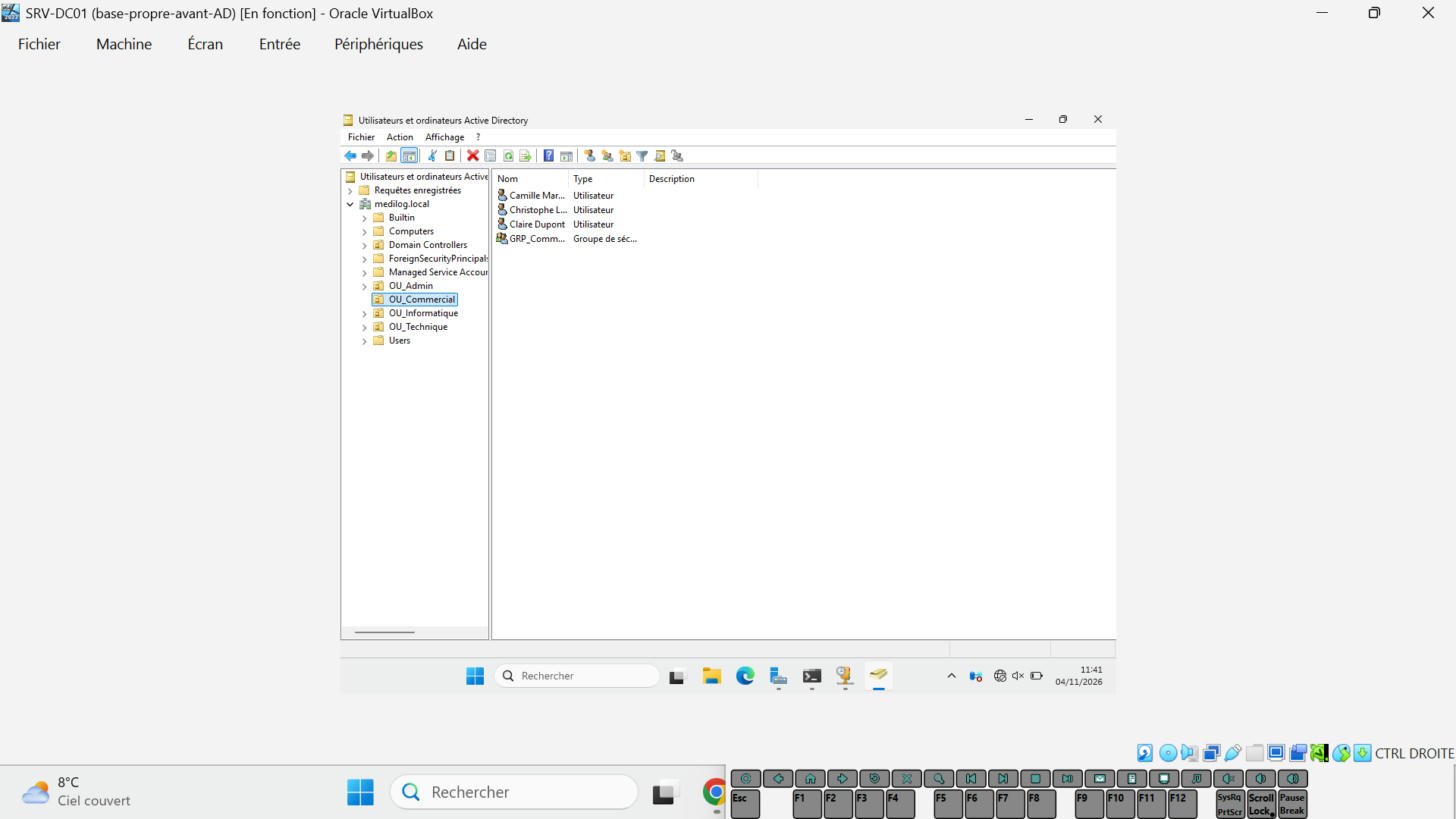 SRV-DC01 (base-propre-avant-AD) [En fonction] - Oracle VirtualBox
Fichier Machine Écran Entrée Périphériques Aide
Utilisateurs et ordinateurs Active Directory
Fichier Action Affichage ?
Utilisateurs et ordinateurs Active
Nom Type Description
Requêtes enregistrées
medilog.local
Builtin
Computers
Domain Controllers
ForeignSecurityPrincipals
Managed Service Accour
OU_Admin
OU_Commercial
OU_Informatique
OU_Technique
Users
Camille Mar... Utilisateur
Christophe L... Utilisateur
Claire Dupont Utilisateur
GRP_Comm... Groupe de séc...
Rechercher
11:41
04/11/2026
CTRL DROITE
8°C
Ciel couvert
Rechercher
Esc F1 F2 F3 F4 F5 F6 F7 F8 F9 F10 F11 F12 SysRq PrtScr Scroll Lock Pause Break